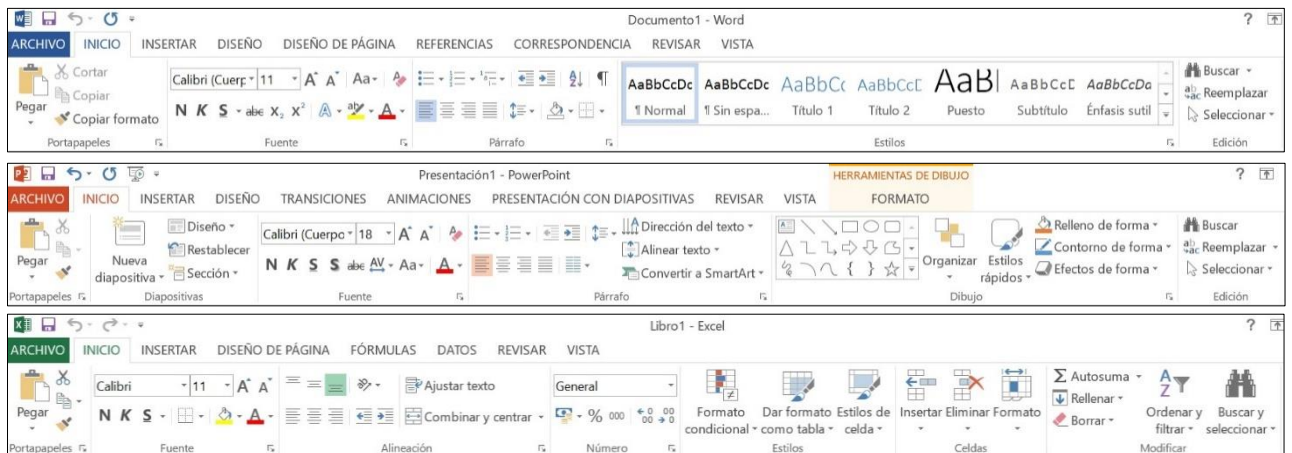 Documento1 - Word
ARCHIVO INICIO INSERTAR DISEÑO DISEÑO DE PÁGINA REFERENCIAS CORRESPONDENCIA REVISAR VISTA
Pegar
Cortar
Copiar
Copiar formato
Calibri (Cuerp 11
N K S abc X₂ X²
AaBbCcDc AaBbCcDc AaBbCc AaBbCcE AaB AaBbCcE AaBbCcDa
¶ Normal ¶ Sin espa... Título 1 Título 2 Puesto Subtítulo Énfasis sutil
Buscar
Reemplazar
Seleccionar
Portapapeles Fuente Párrafo Estilos Edición
Presentación1 - PowerPoint HERRAMIENTAS DE DIBUJO
ARCHIVO INICIO INSERTAR DISEÑO TRANSICIONES ANIMACIONES PRESENTACIÓN CON DIAPOSITIVAS REVISAR VISTA FORMATO
Pegar
Nueva diapositiva
Diseño
Restablecer
Sección
Calibri (Cuerpo 18
N K S S abc AV Aa A
Dirección del texto
Alinear texto
Convertir a SmartArt
Organizar
Estilos rápidos
Relleno de forma
Contorno de forma
Efectos de forma
Buscar
Reemplazar
Seleccionar
Portapapeles Diapositivas Fuente Párrafo Dibujo Edición
Libro1 - Excel
ARCHIVO INICIO INSERTAR DISEÑO DE PÁGINA FÓRMULAS DATOS REVISAR VISTA
Pegar
Calibri 11
N K S
Ajustar texto
Combinar y centrar
General
% 000
Formato condicional
Dar formato como tabla
Estilos de celda
Insertar Eliminar Formato
Autosuma
Rellenar
Borrar
Ordenar y filtrar
Buscar y seleccionar
Portapapeles Fuente Alineación Número Estilos Celdas Modificar